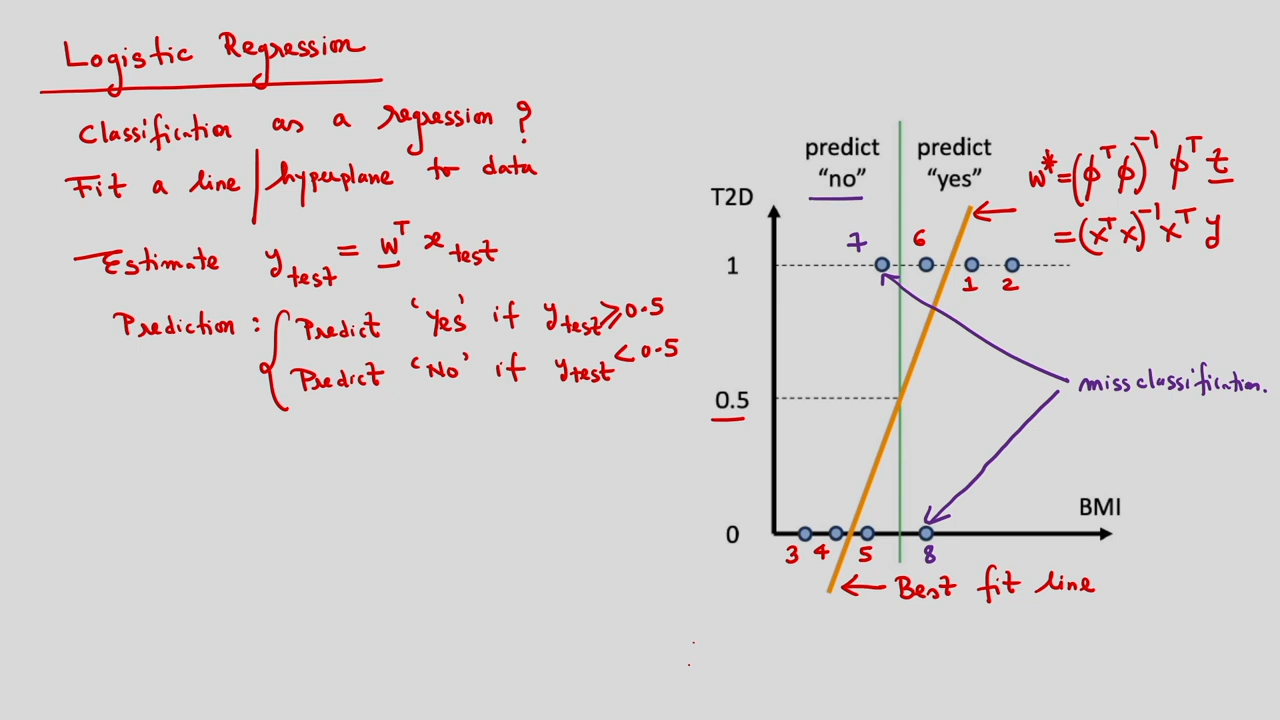 Logistic Regression
Classification as a regression ?
Fit a line | hyperplane to data
Estimate y_test = w^T x_test
Prediction : { Predict 'Yes' if y_test ≥ 0.5
Predict 'No' if y_test < 0.5
predict "no"
predict "yes"
w* = (φ^T φ)^-1 φ^T t
= (x^T x)^-1 x^T y
T2D
7
6
1
1
2
miss classification.
0.5
BMI
0
3
4
5
8
← Best fit line